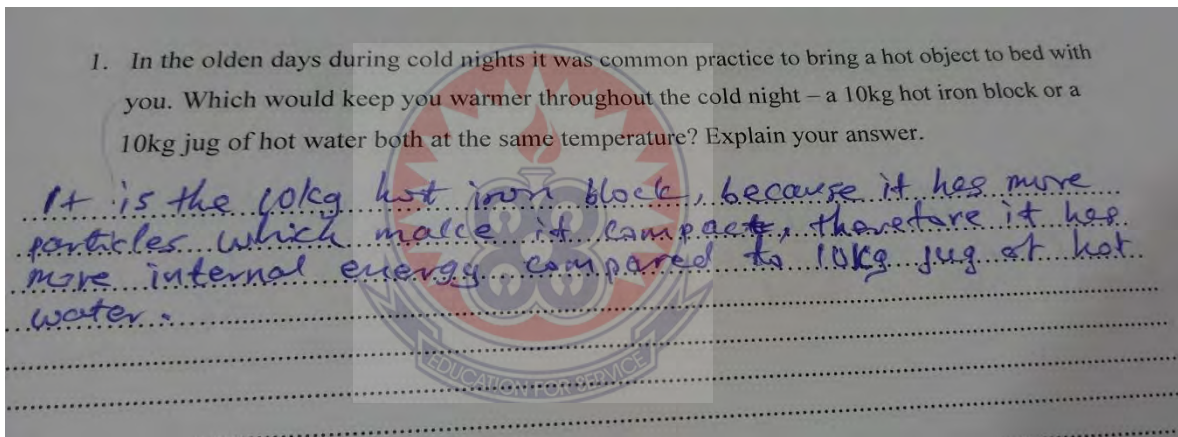 1. In the olden days during cold nights it was common practice to bring a hot object to bed with
you. Which would keep you warmer throughout the cold night – a 10kg hot iron block or a
10kg jug of hot water both at the same temperature? Explain your answer.
It is the 10kg hot iron block, because it has more
particles which make it compact, therefore it has
more internal energy compared to 10kg jug of hot
water.
EDUCATION FOR SERVICE